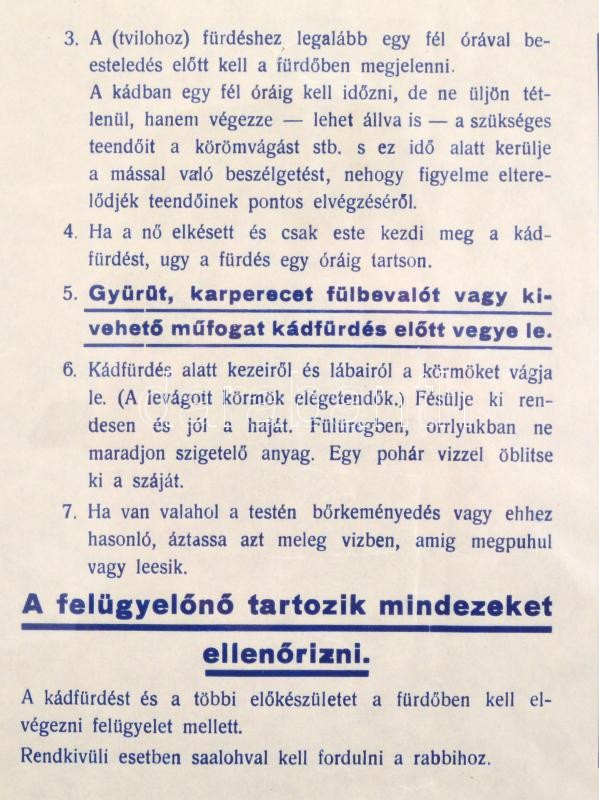 3. A (tvilohoz) fürdéshez legalább egy fél órával be-
esteledés előtt kell a fürdőben megjelenni.
A kádban egy fél óráig kell időzni, de ne üljön tét-
lenül, hanem végezze — lehet állva is — a szükséges
teendőit a körömvágást stb. s ez idő alatt kerülje
a mással való beszélgetést, nehogy figyelme eltere-
lődjék teendőinek pontos elvégzéséről.
4. Ha a nő elkésett és csak este kezdi meg a kád-
fürdést, ugy a fürdés egy óráig tartson.
5. Gyürüt, karperecet fülbevalót vagy ki-
vehető műfogat kádfürdés előtt vegye le.
6. Kádfürdés alatt kezeiről és lábairól a körmöket vágja
le. (A levágott körmök elégetendők.) Fésülje ki ren-
desen és jól a haját. Fülüregben, orrlyukban ne
maradjon szigetelő anyag. Egy pohár vizzel öblitse
ki a száját.
7. Ha van valahol a testén bőrkeményedés vagy ehhez
hasonló, áztassa azt meleg vizben, amig megpuhul
vagy leesik.
A felügyelőnő tartozik mindezeket
ellenőrizni.
A kádfürdést és a többi előkészületet a fürdőben kell el-
végezni felügyelet mellett.
Rendkivüli esetben saalohval kell fordulni a rabbihoz.
darabanth